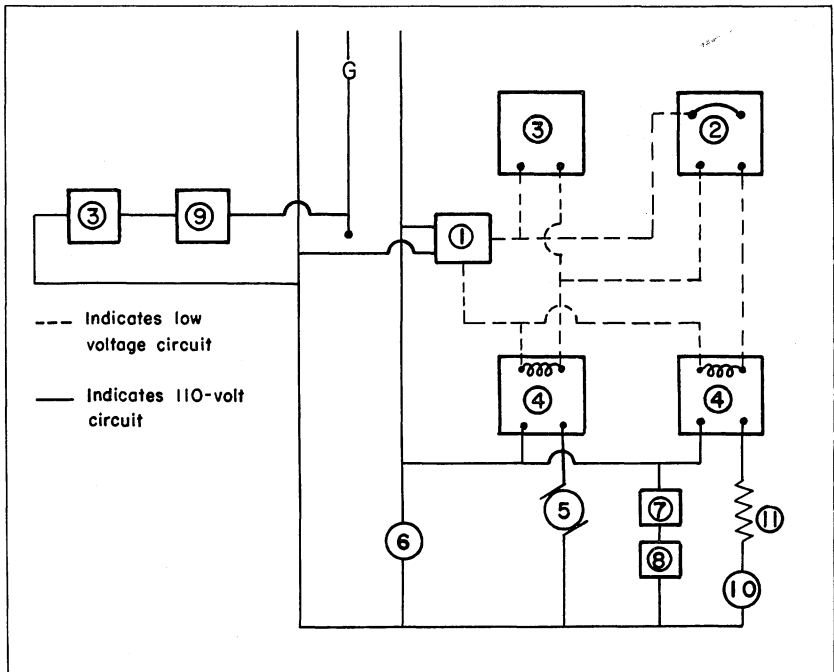 G
③
②
③
⑨
①
--- Indicates low
voltage circuit
— Indicates 110-volt
circuit
④
④
⑤
⑦
⑪
⑥
⑧
⑩